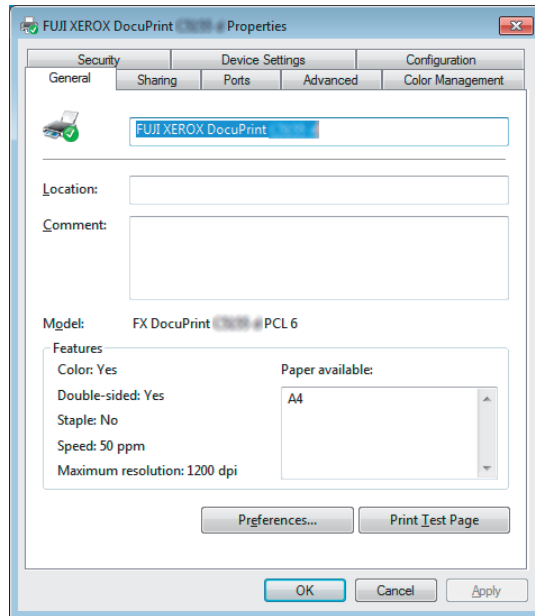 FUJI XEROX DocuPrint Properties
Security Device Settings Configuration
General Sharing Ports Advanced Color Management
FUJI XEROX DocuPrint
Location:
Comment:
Model: FX DocuPrint PCL 6
Features
Color: Yes Paper available:
Double-sided: Yes A4
Staple: No
Speed: 50 ppm
Maximum resolution: 1200 dpi
Preferences... Print Test Page
OK Cancel Apply